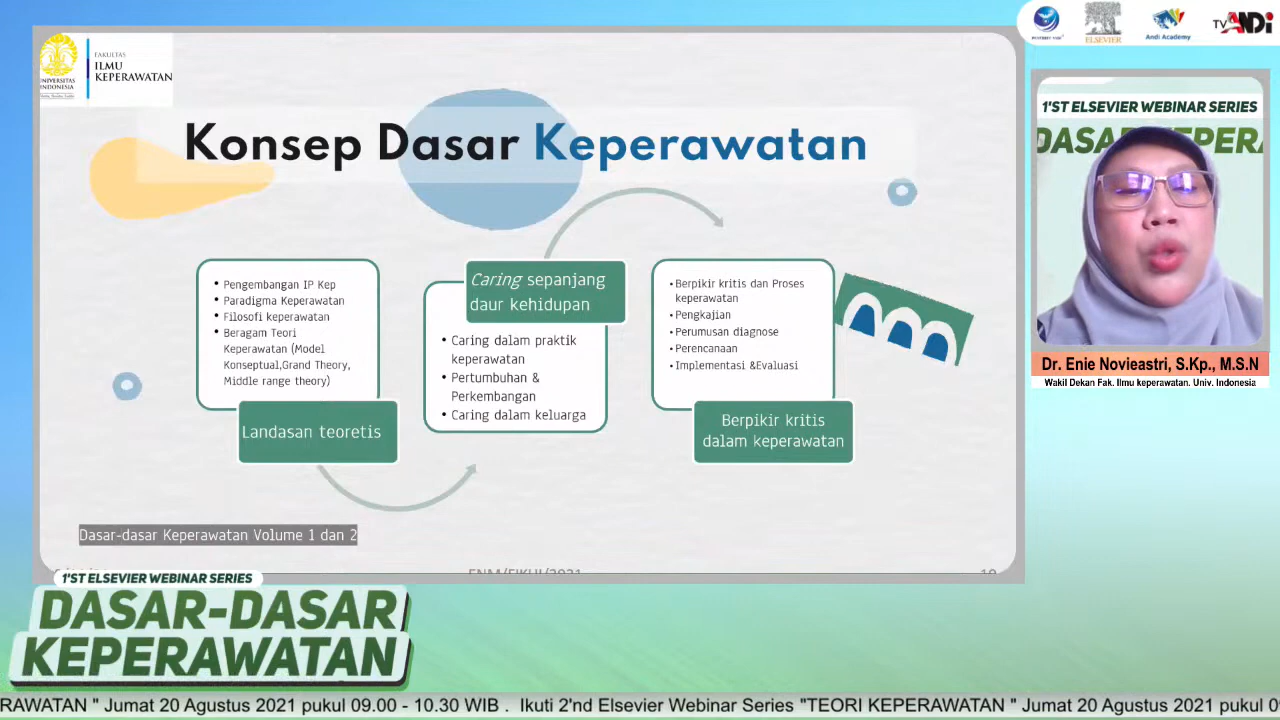 UNIVERSITAS
INDONESIA
FAKULTAS
ILMU
KEPERAWATAN
ELSEVIER
Andi Academy
TV ANDI
Konsep Dasar Keperawatan
• Pengembangan IP Kep
• Paradigma Keperawatan
• Filosofi keperawatan
• Beragam Teori
Keperawatan (Model
Konseptual,Grand Theory,
Middle range theory)
Landasan teoretis
Caring sepanjang
daur kehidupan
• Caring dalam praktik
keperawatan
• Pertumbuhan &
Perkembangan
• Caring dalam keluarga
• Berpikir kritis dan Proses
keperawatan
• Pengkajian
• Perumusan diagnose
• Perencanaan
• Implementasi &Evaluasi
Berpikir kritis
dalam keperawatan
Dasar-dasar Keperawatan Volume 1 dan 2
ENM/FIKUI/2021
10
1'ST ELSEVIER WEBINAR SERIES
DASAR KEPERA
Dr. Enie Novieastri, S.Kp., M.S.N
Wakil Dekan Fak. Ilmu keperawatan. Univ. Indonesia
1'ST ELSEVIER WEBINAR SERIES
DASAR-DASAR
KEPERAWATAN
RAWATAN " Jumat 20 Agustus 2021 pukul 09.00 - 10.30 WIB . Ikuti 2'nd Elsevier Webinar Series "TEORI KEPERAWATAN " Jumat 20 Agustus 2021 pukul 0